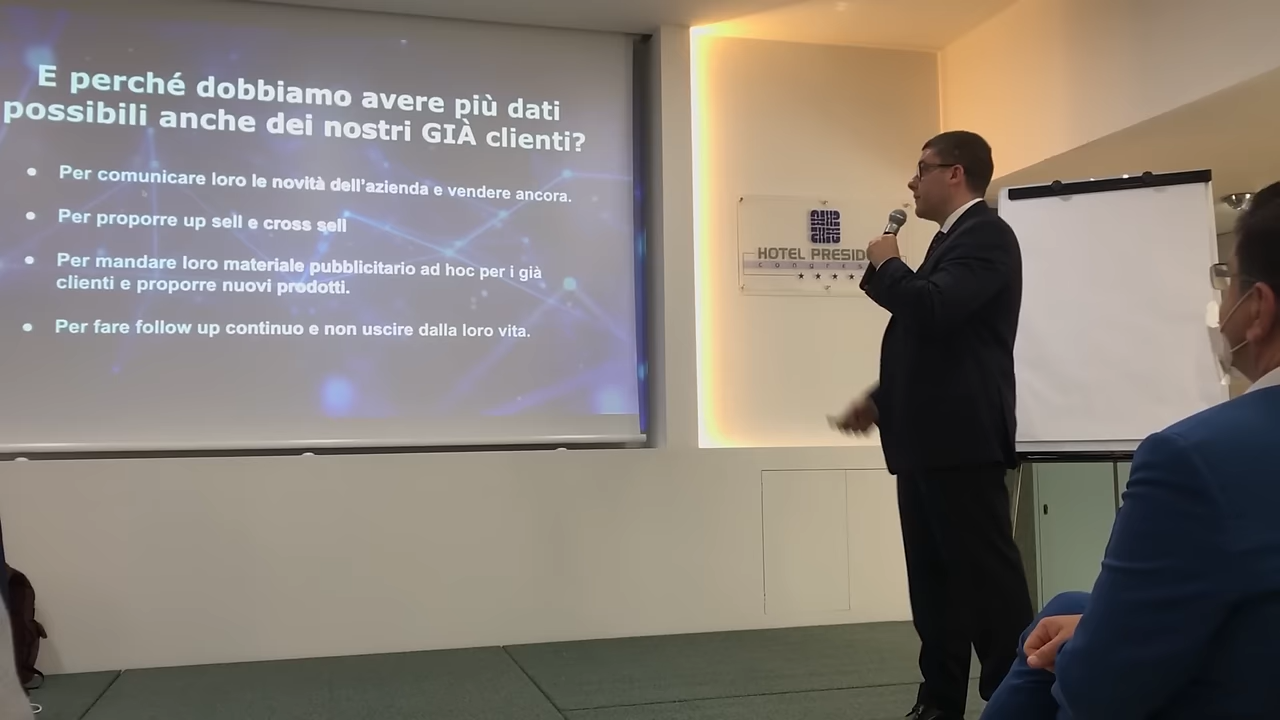 E perché dobbiamo avere più dati
possibili anche dei nostri GIÀ clienti?
● Per comunicare loro le novità dell'azienda e vendere ancora.
● Per proporre up sell e cross sell
● Per mandare loro materiale pubblicitario ad hoc per i già
clienti e proporre nuovi prodotti.
● Per fare follow up continuo e non uscire dalla loro vita.
HOTEL PRESID
congres
★ ★ ★ ★